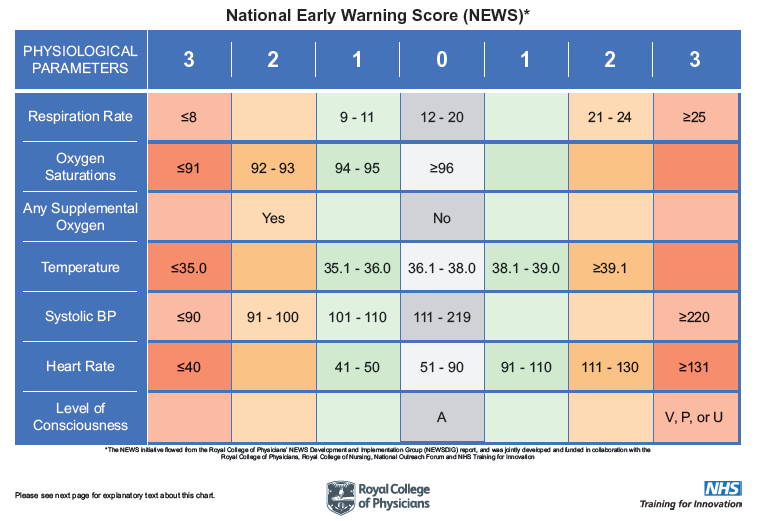 National Early Warning Score (NEWS)*
PHYSIOLOGICAL
PARAMETERS
3 2 1 0 1 2 3
Respiration Rate ≤8 9 - 11 12 - 20 21 - 24 ≥25
Oxygen
Saturations ≤91 92 - 93 94 - 95 ≥96
Any Supplemental
Oxygen Yes No
Temperature ≤35.0 35.1 - 36.0 36.1 - 38.0 38.1 - 39.0 ≥39.1
Systolic BP ≤90 91 - 100 101 - 110 111 - 219 ≥220
Heart Rate ≤40 41 - 50 51 - 90 91 - 110 111 - 130 ≥131
Level of
Consciousness A V, P, or U
*The NEWS initiative flowed from the Royal College of Physicians' NEWS Development and Implementation Group (NEWSDIG) report, and was jointly developed and funded in collaboration with the
Royal College of Physicians, Royal College of Nursing, National Outreach Forum and NHS Training for Innovation
Please see next page for explanatory text about this chart.
Royal College
of Physicians
NHS
Training for Innovation